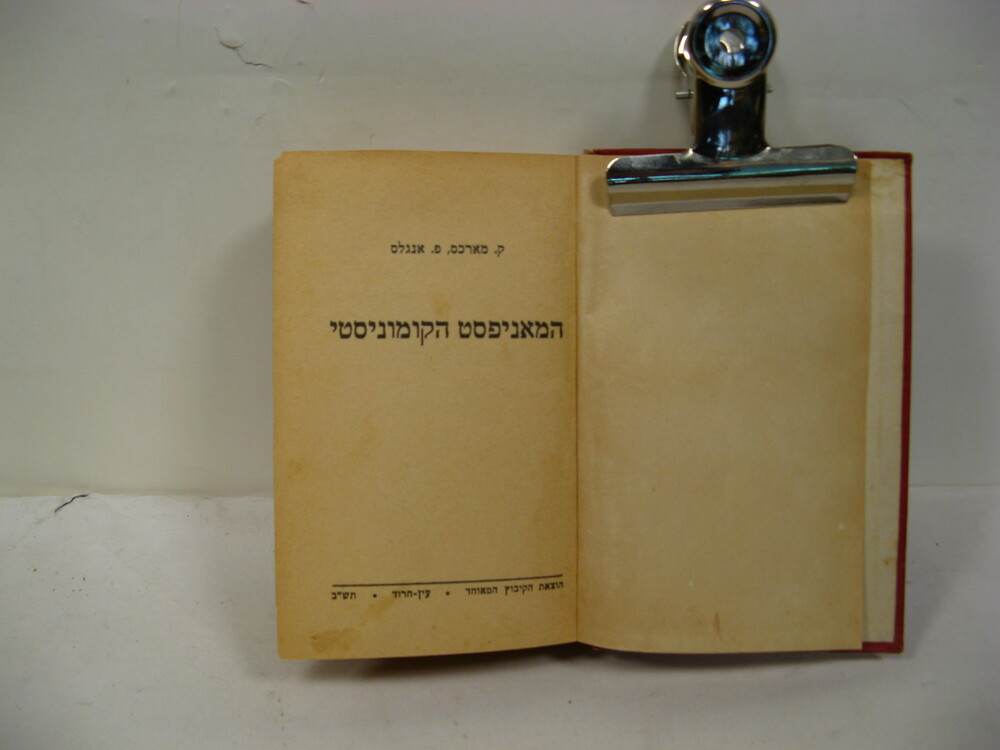 ק. מארכס, פ. אנגלס
המאניפסט הקומוניסטי
הוצאת הקיבוץ המאוחד • עין-חרוד • תש״ב